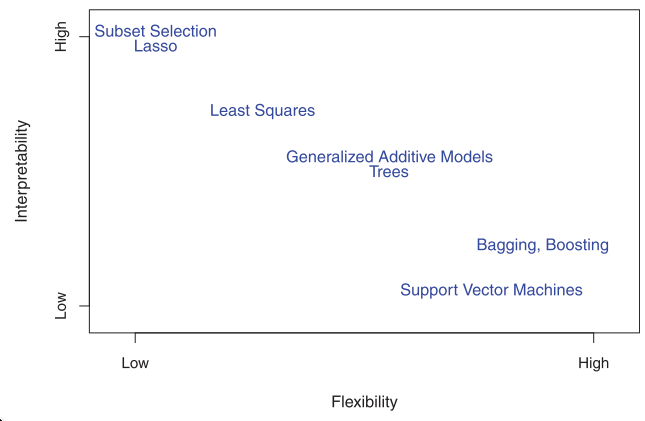 High
Subset Selection
Lasso
Least Squares
Generalized Additive Models
Trees
Interpretability
Bagging, Boosting
Support Vector Machines
Low
Low
High
Flexibility